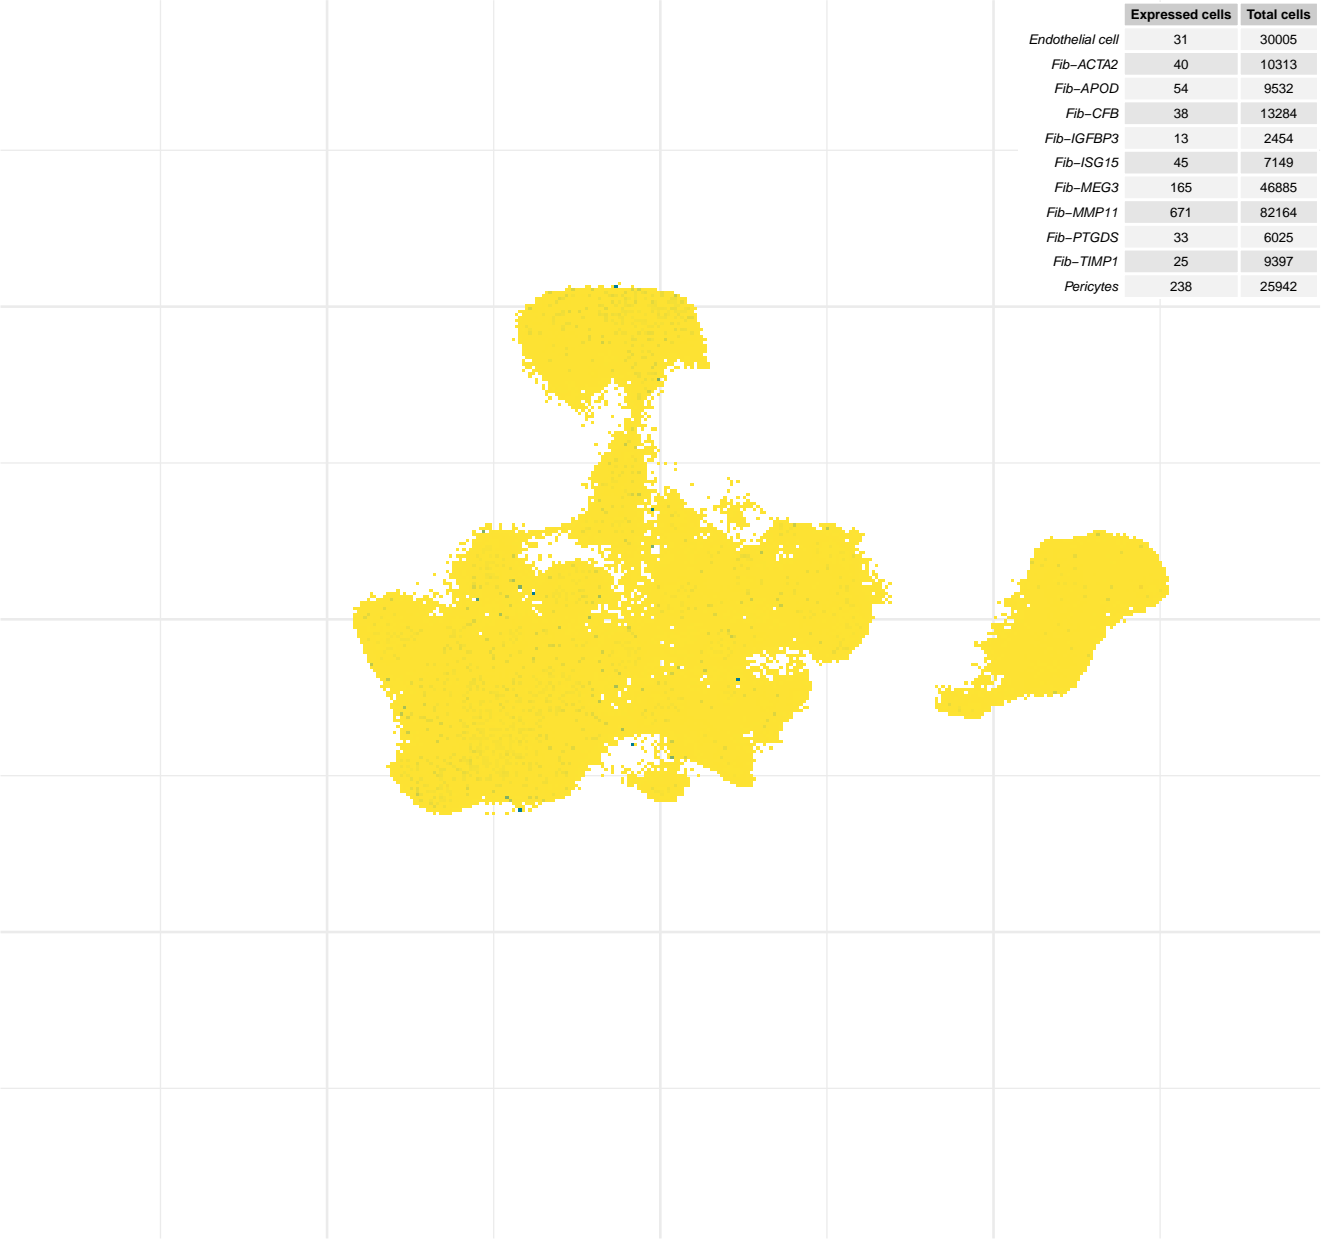 Expressed cells Total cells
Endothelial cell 31 30005
Fib−ACTA2 40 10313
Fib−APOD 54 9532
Fib−CFB 38 13284
Fib−IGFBP3 13 2454
Fib−ISG15 45 7149
Fib−MEG3 165 46885
Fib−MMP11 671 82164
Fib−PTGDS 33 6025
Fib−TIMP1 25 9397
Pericytes 238 25942